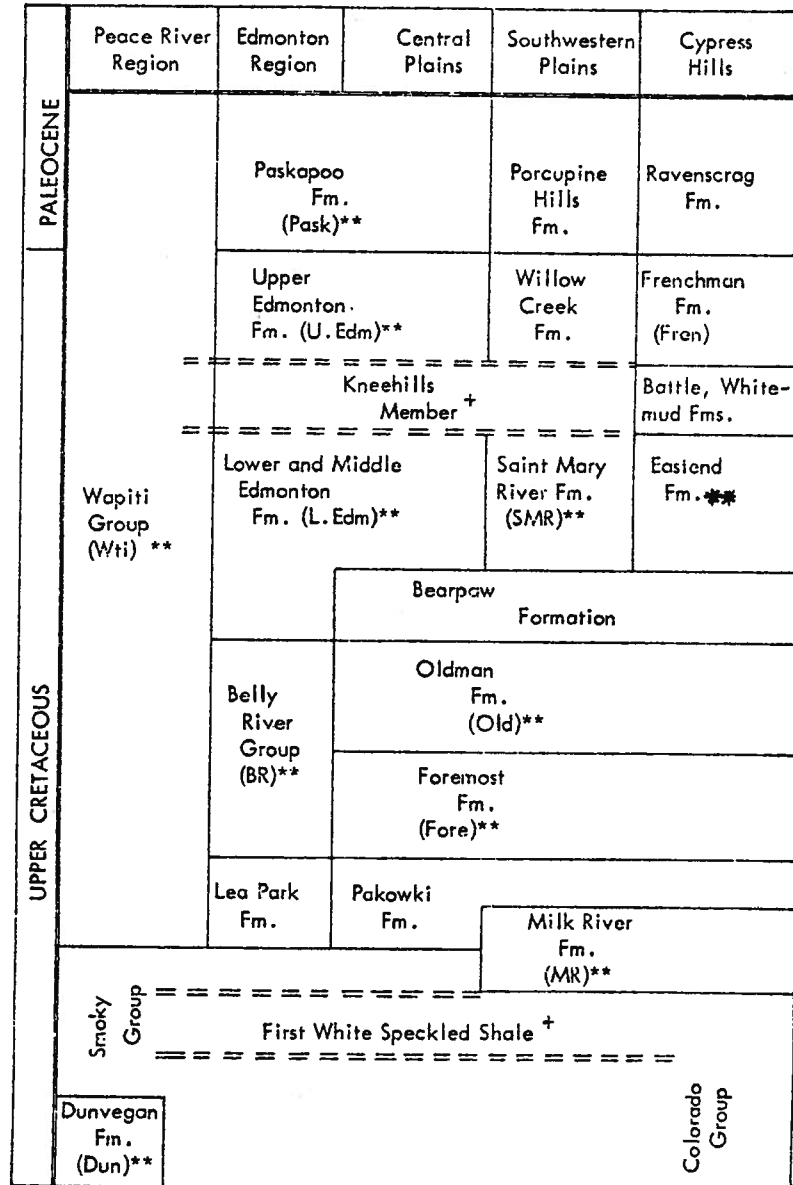 Peace River
Region
Edmonton
Region
Central
Plains
Southwestern
Plains
Cypress
Hills
PALEOCENE
Paskapoo
Fm.
(Pask)**
Porcupine
Hills
Fm.
Ravenscrag
Fm.
UPPER CRETACEOUS
Upper
Edmonton.
Fm. (U.Edm)**
Willow
Creek
Fm.
Frenchman
Fm.
(Fren)
Kneehills
Member +
Battle, White-
mud Fms.
Wapiti
Group
(Wti) **
Lower and Middle
Edmonton
Fm. (L.Edm)**
Saint Mary
River Fm.
(SMR)**
Easiend
Fm.**
Bearpaw
Formation
Belly
River
Group
(BR)**
Oldman
Fm.
(Old)**
Foremost
Fm.
(Fore)**
Lea Park
Fm.
Pakowki
Fm.
Milk River
Fm.
(MR)**
Smoky
Group
First White Speckled Shale +
Dunvegan
Fm.
(Dun)**
Colorado
Group